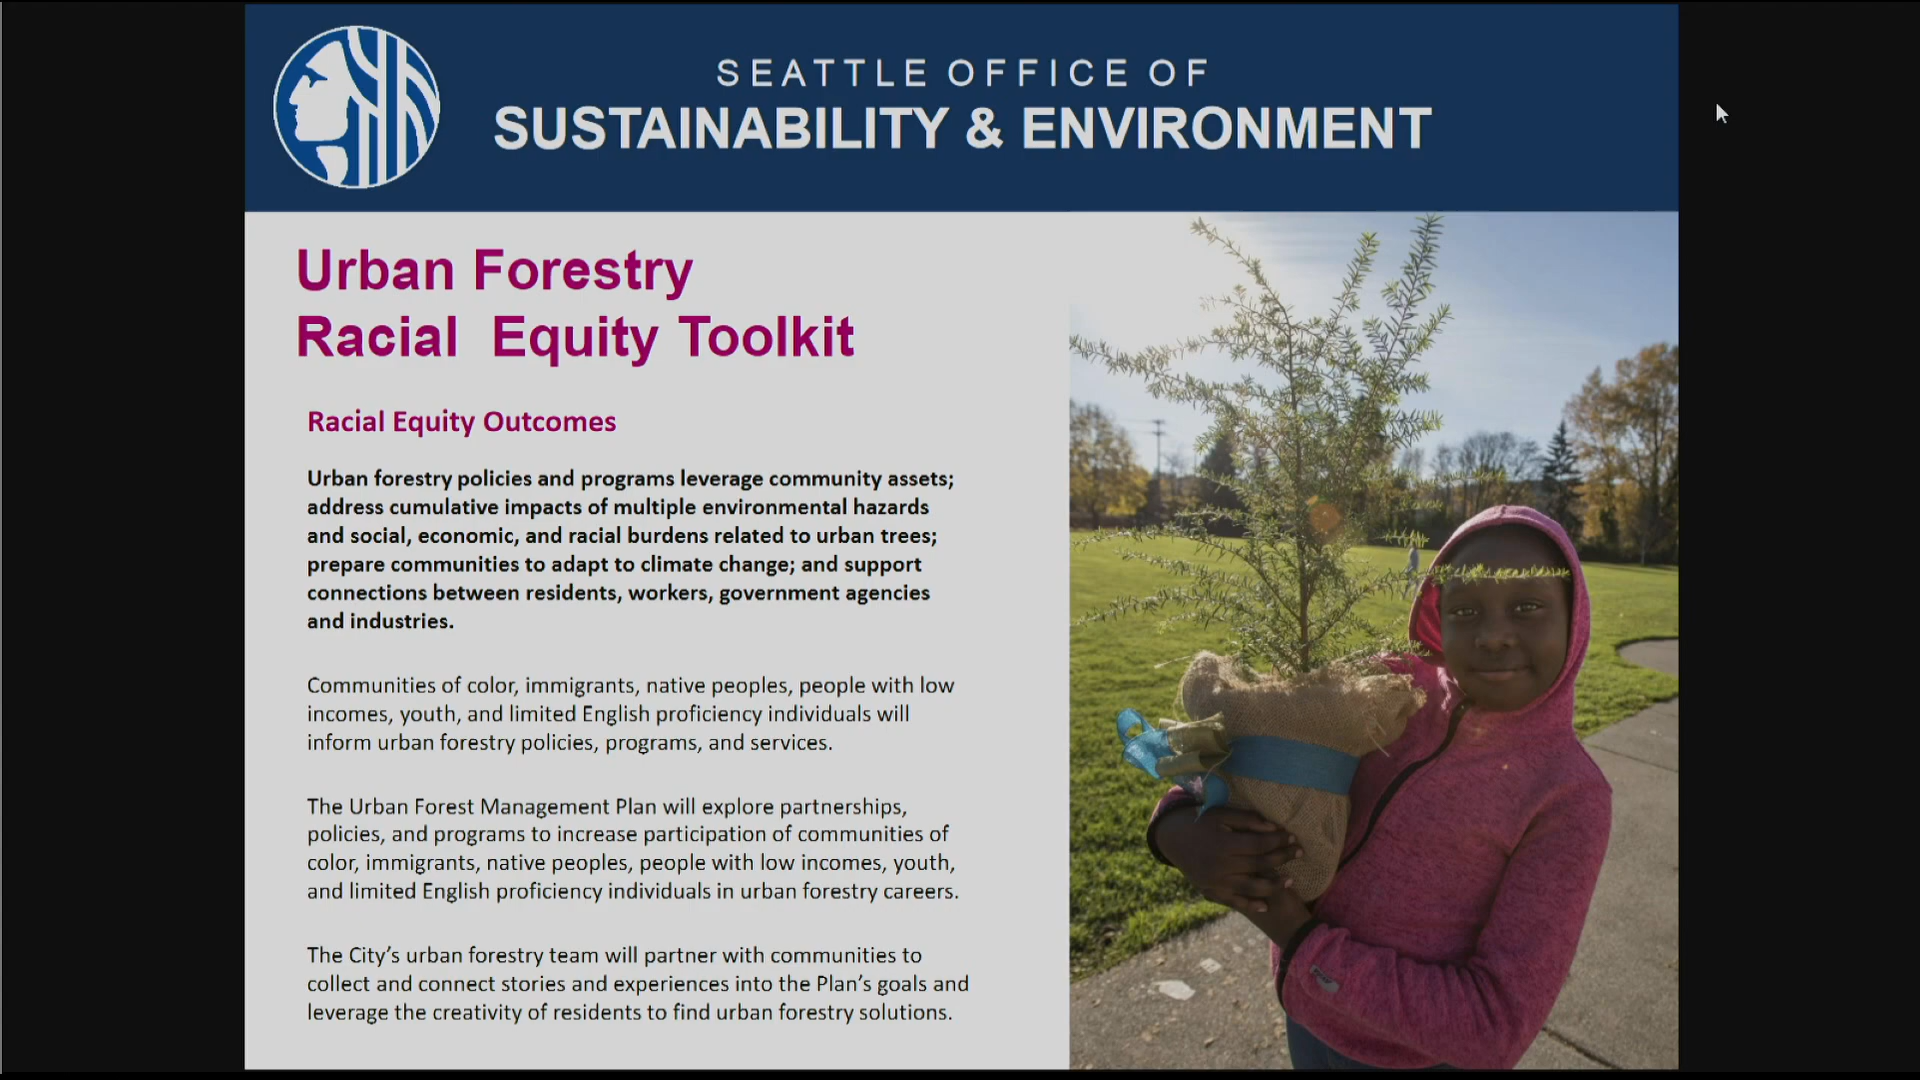 SEATTLE OFFICE OF
SUSTAINABILITY & ENVIRONMENT
Urban Forestry
Racial Equity Toolkit
Racial Equity Outcomes
Urban forestry policies and programs leverage community assets;
address cumulative impacts of multiple environmental hazards
and social, economic, and racial burdens related to urban trees;
prepare communities to adapt to climate change; and support
connections between residents, workers, government agencies
and industries.
Communities of color, immigrants, native peoples, people with low
incomes, youth, and limited English proficiency individuals will
inform urban forestry policies, programs, and services.
The Urban Forest Management Plan will explore partnerships,
policies, and programs to increase participation of communities of
color, immigrants, native peoples, people with low incomes, youth,
and limited English proficiency individuals in urban forestry careers.
The City’s urban forestry team will partner with communities to
collect and connect stories and experiences into the Plan’s goals and
leverage the creativity of residents to find urban forestry solutions.